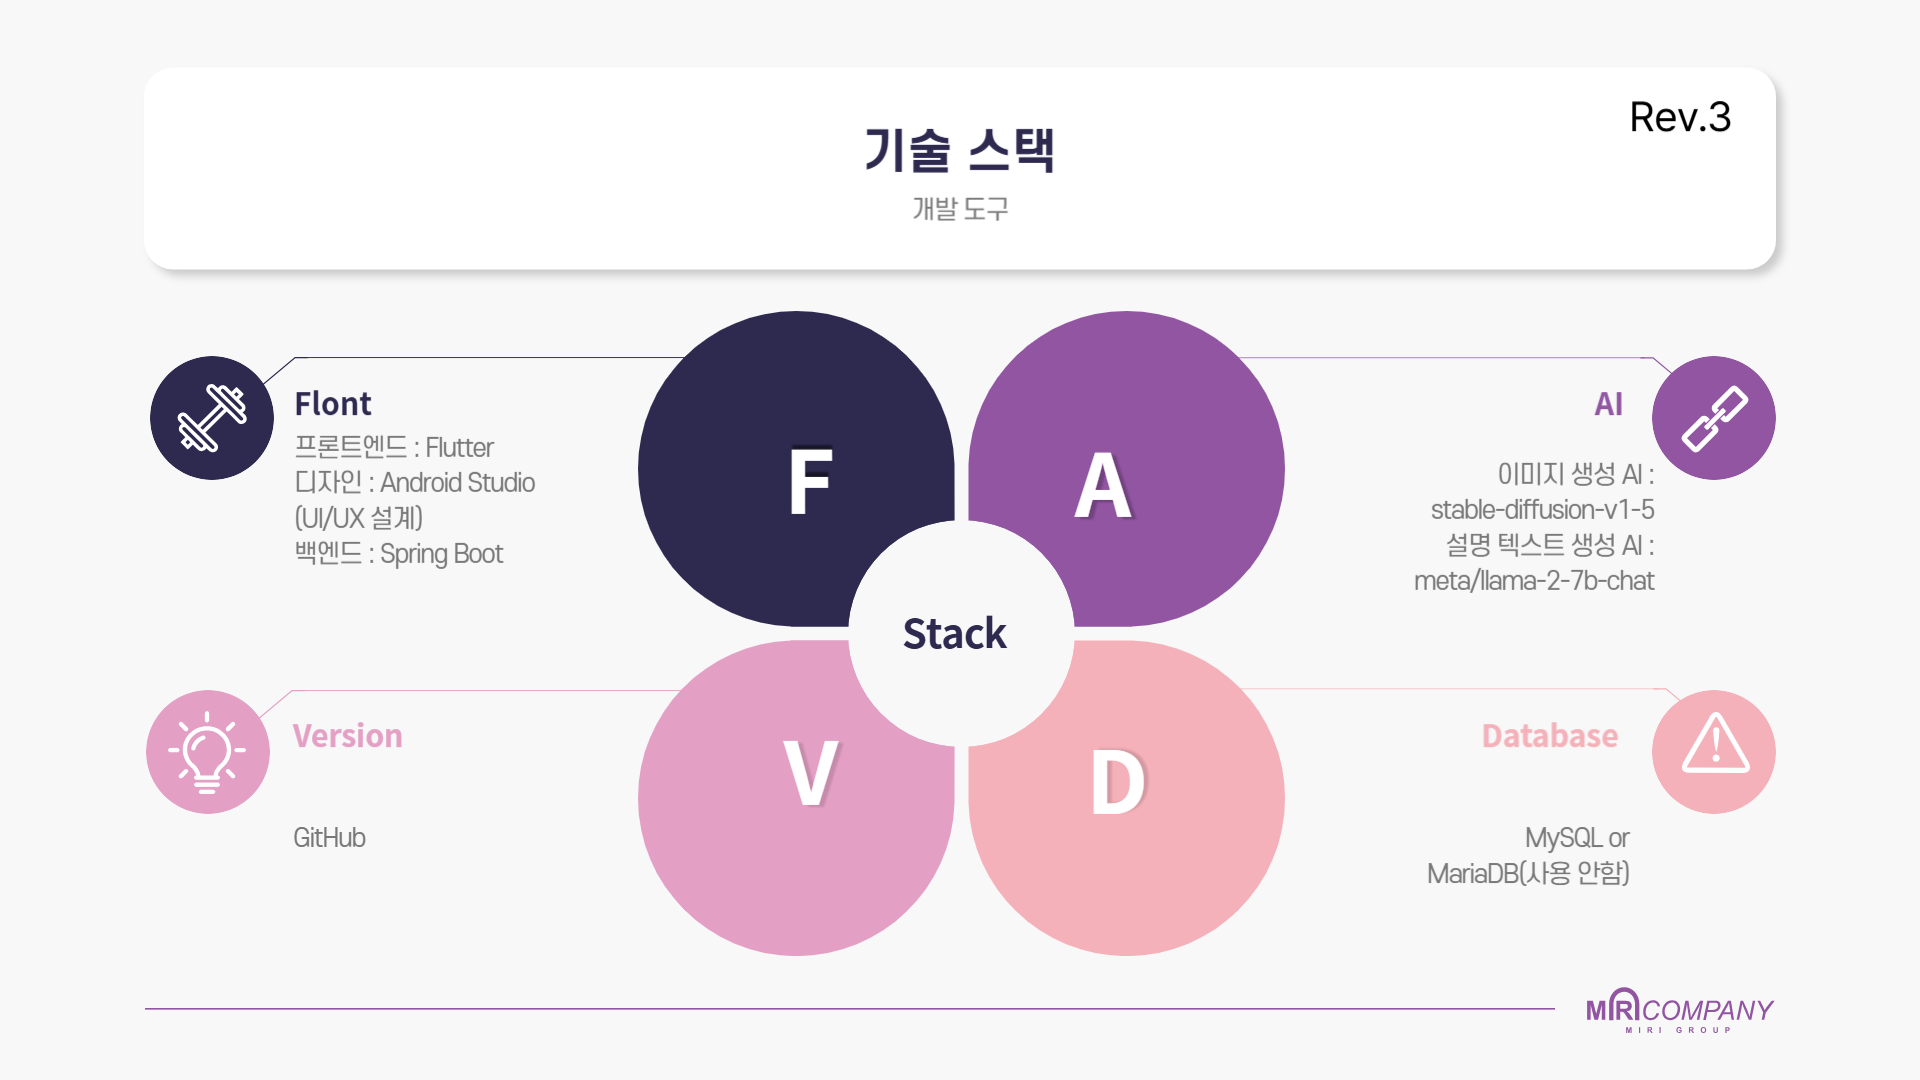 Rev.3
기술 스택
개발 도구
Flont
프론트엔드 : Flutter
디자인 : Android Studio
(UI/UX 설계)
백엔드 : Spring Boot
F
A
AI
이미지 생성 AI :
stable-diffusion-v1-5
설명 텍스트 생성 AI :
meta/llama-2-7b-chat
Stack
Version
GitHub
V
D
Database
MySQL or
MariaDB(사용 안함)
MIRICOMPANY
MIRI GROUP